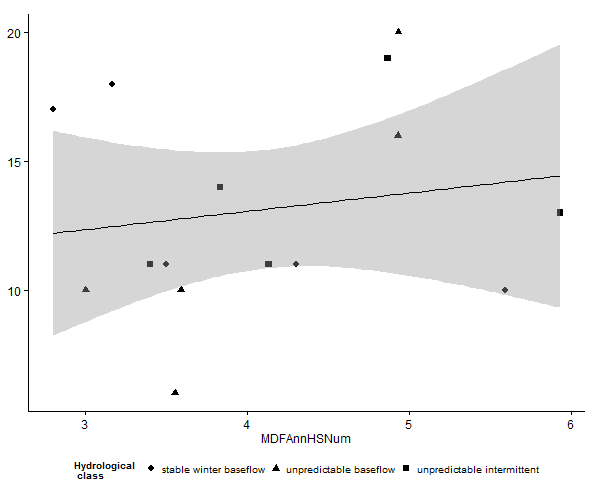 20
15
10
3 4 5 6
MDFAnnHSNum
Hydrological class stable winter baseflow unpredictable baseflow unpredictable intermittent